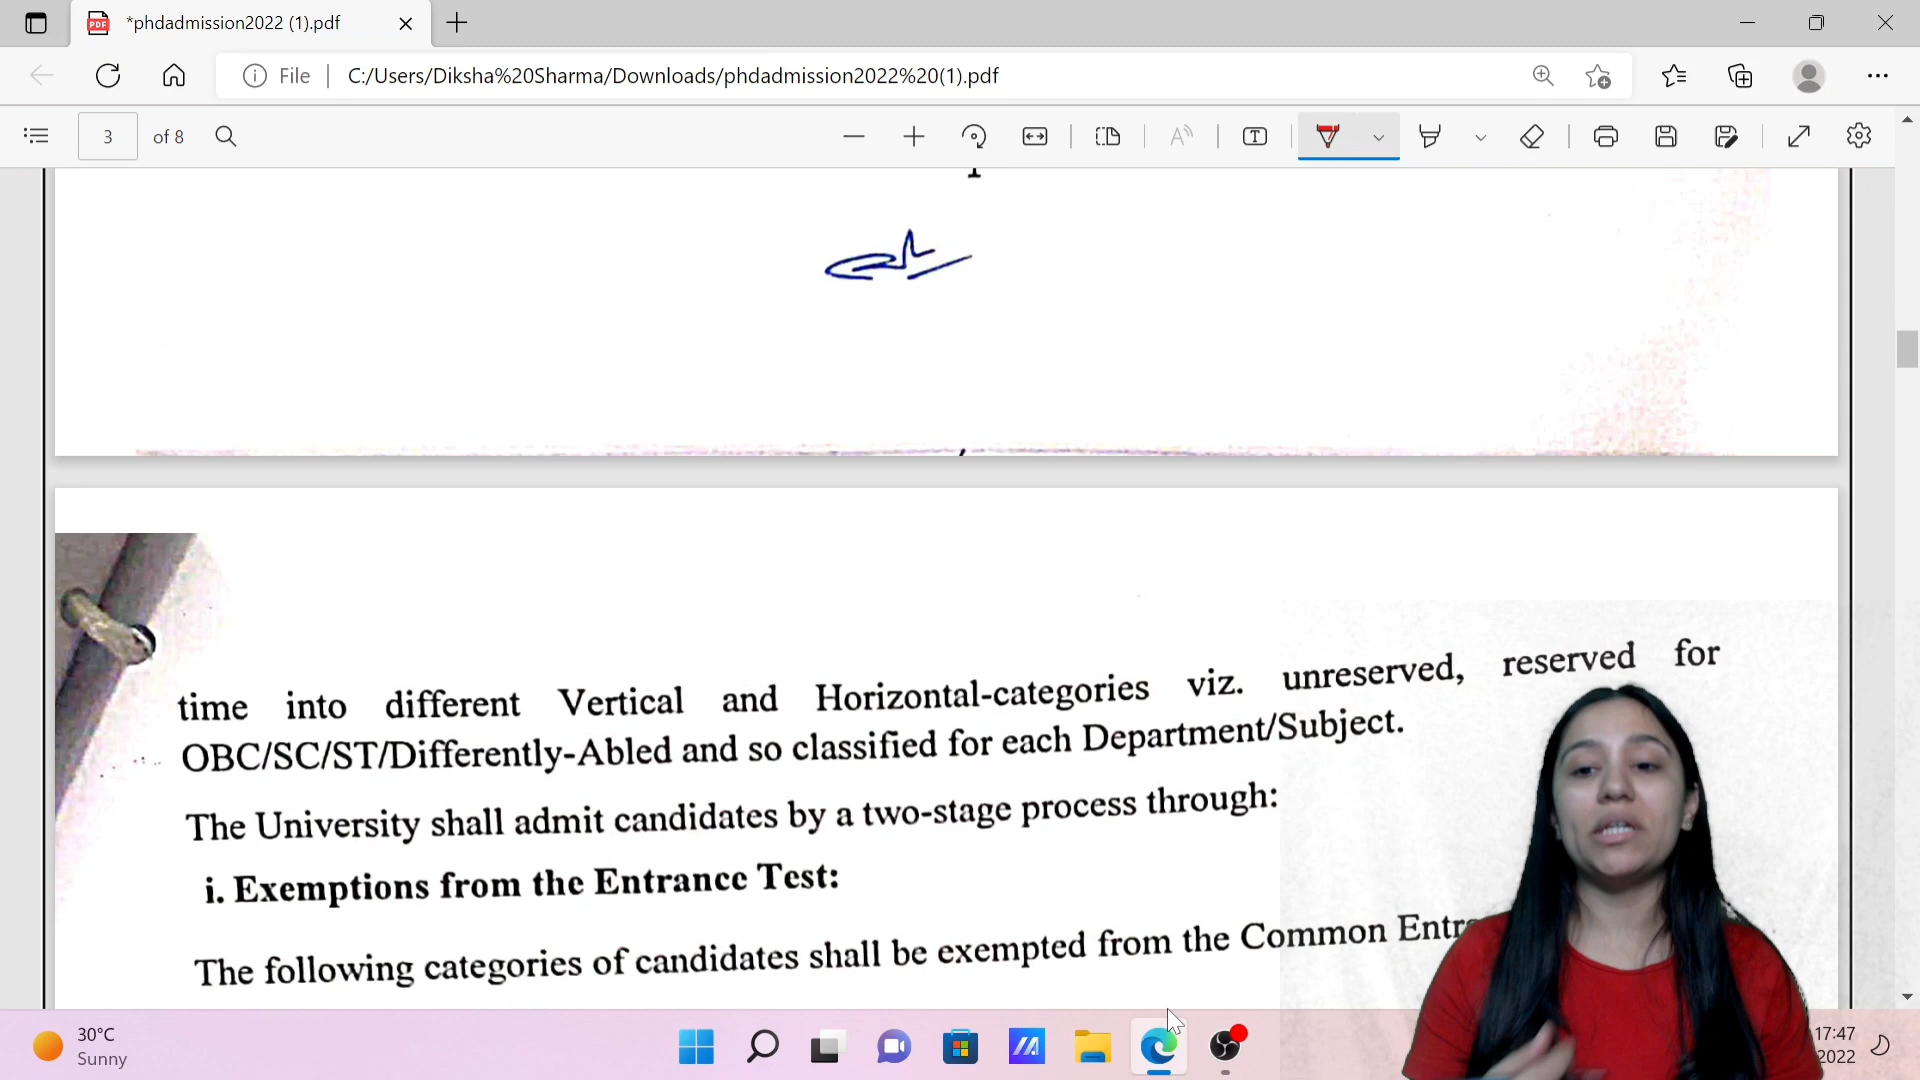 *phdadmission2022 (1).pdf
File
C:/Users/Diksha%20Sharma/Downloads/phdadmission2022%20(1).pdf
3 of 8
time into different Vertical and Horizontal-categories viz. unreserved, reserved for
OBC/SC/ST/Differently-Abled and so classified for each Department/Subject.
The University shall admit candidates by a two-stage process through:
i. Exemptions from the Entrance Test:
The following categories of candidates shall be exempted from the Common
30°C
Sunny
17:47
2022